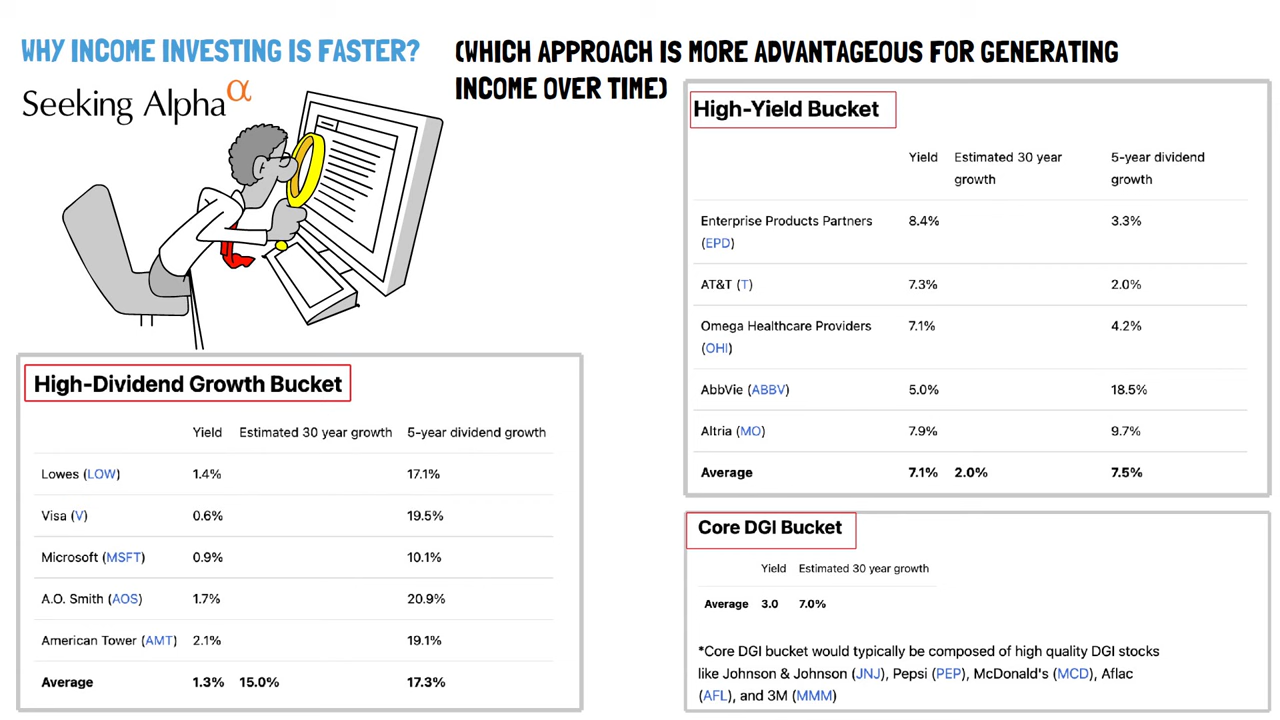 WHY INCOME INVESTING IS FASTER?
(WHICH APPROACH IS MORE ADVANTAGEOUS FOR GENERATING
INCOME OVER TIME)
Seeking Alpha α
High-Yield Bucket
Yield Estimated 30 year growth 5-year dividend growth
Enterprise Products Partners (EPD) 8.4% 3.3%
AT&T (T) 7.3% 2.0%
Omega Healthcare Providers (OHI) 7.1% 4.2%
AbbVie (ABBV) 5.0% 18.5%
Altria (MO) 7.9% 9.7%
Average 7.1% 2.0% 7.5%
High-Dividend Growth Bucket
Yield Estimated 30 year growth 5-year dividend growth
Lowes (LOW) 1.4% 17.1%
Visa (V) 0.6% 19.5%
Microsoft (MSFT) 0.9% 10.1%
A.O. Smith (AOS) 1.7% 20.9%
American Tower (AMT) 2.1% 19.1%
Average 1.3% 15.0% 17.3%
Core DGI Bucket
Yield Estimated 30 year growth
Average 3.0 7.0%
*Core DGI bucket would typically be composed of high quality DGI stocks
like Johnson & Johnson (JNJ), Pepsi (PEP), McDonald's (MCD), Aflac
(AFL), and 3M (MMM)